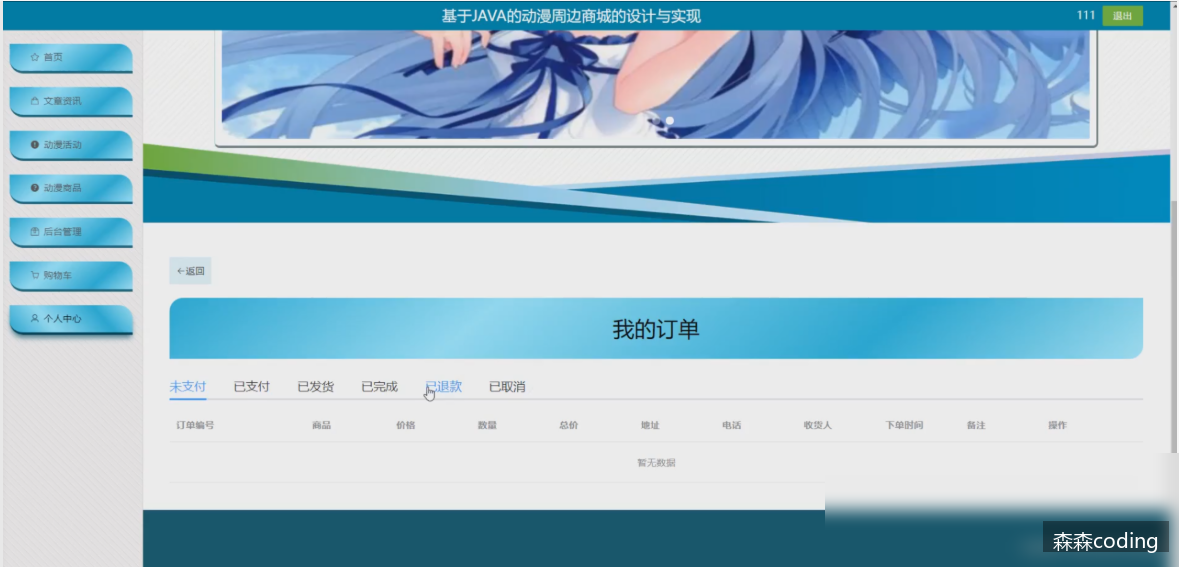 基于JAVA的动漫周边商城的设计与实现
111 退出
首页
文章资讯
动漫活动
动漫商品
后台管理
购物车
个人中心
←返回
我的订单
未支付 已支付 已发货 已完成 已退款 已取消
订单编号 商品 价格 数量 总价 地址 电话 收货人 下单时间 备注 操作
暂无数据
森森coding